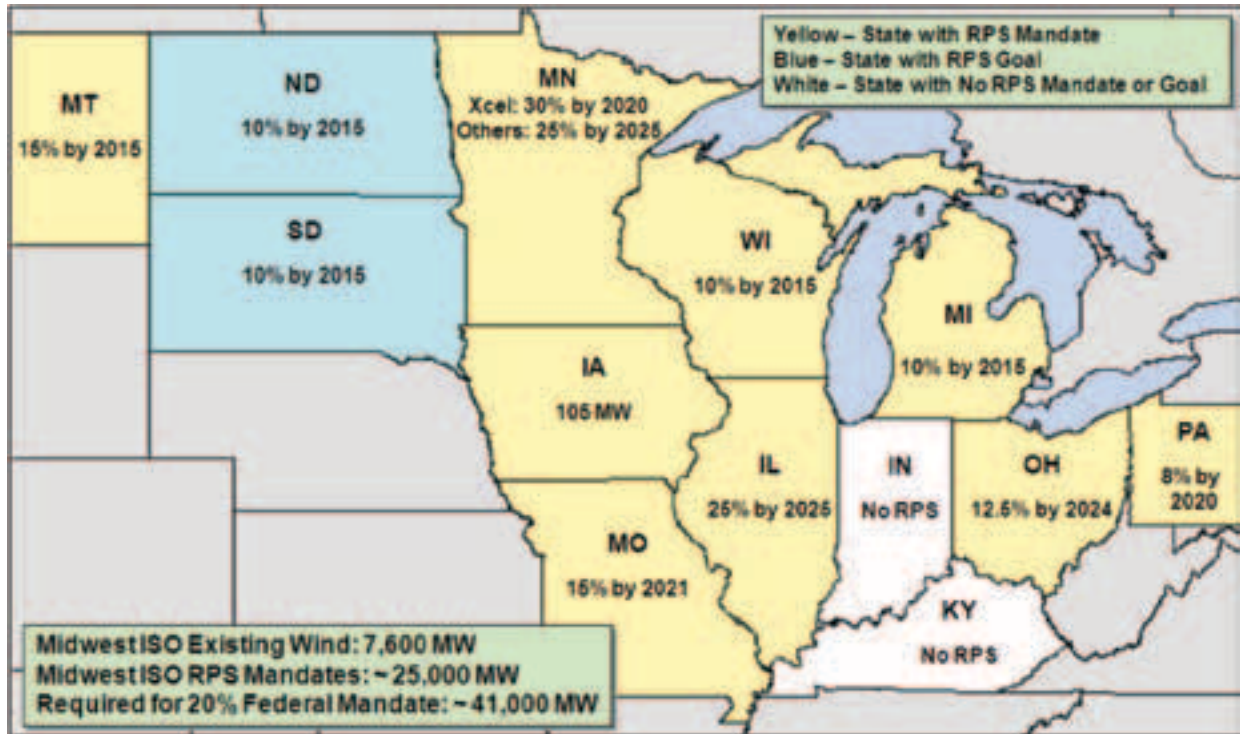 Yellow – State with RPS Mandate
Blue – State with RPS Goal
White – State with No RPS Mandate or Goal
MT
15% by 2015
ND
10% by 2015
MN
Xcel: 30% by 2020
Others: 25% by 2025
SD
10% by 2015
WI
10% by 2015
MI
10% by 2015
IA
105 MW
IL
25% by 2025
IN
No RPS
OH
12.5% by 2024
PA
8% by
2020
MO
15% by 2021
KY
No RPS
Midwest ISO Existing Wind: 7,600 MW
Midwest ISO RPS Mandates: ~ 25,000 MW
Required for 20% Federal Mandate: ~ 41,000 MW